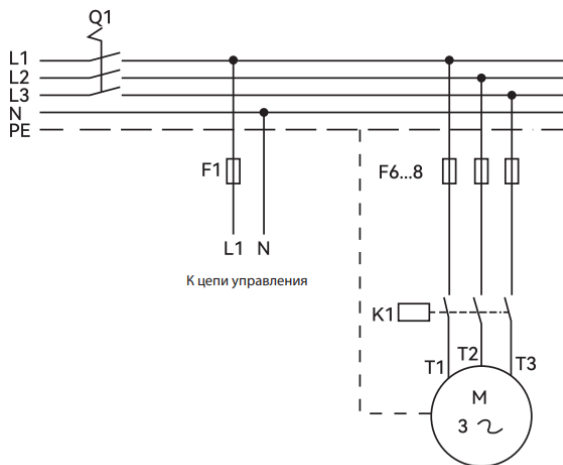 Q1
L1
L2
L3
N
PE
F1
F6...8
L1 N
К цепи управления
K1
T1 T2 T3
M
3 ~